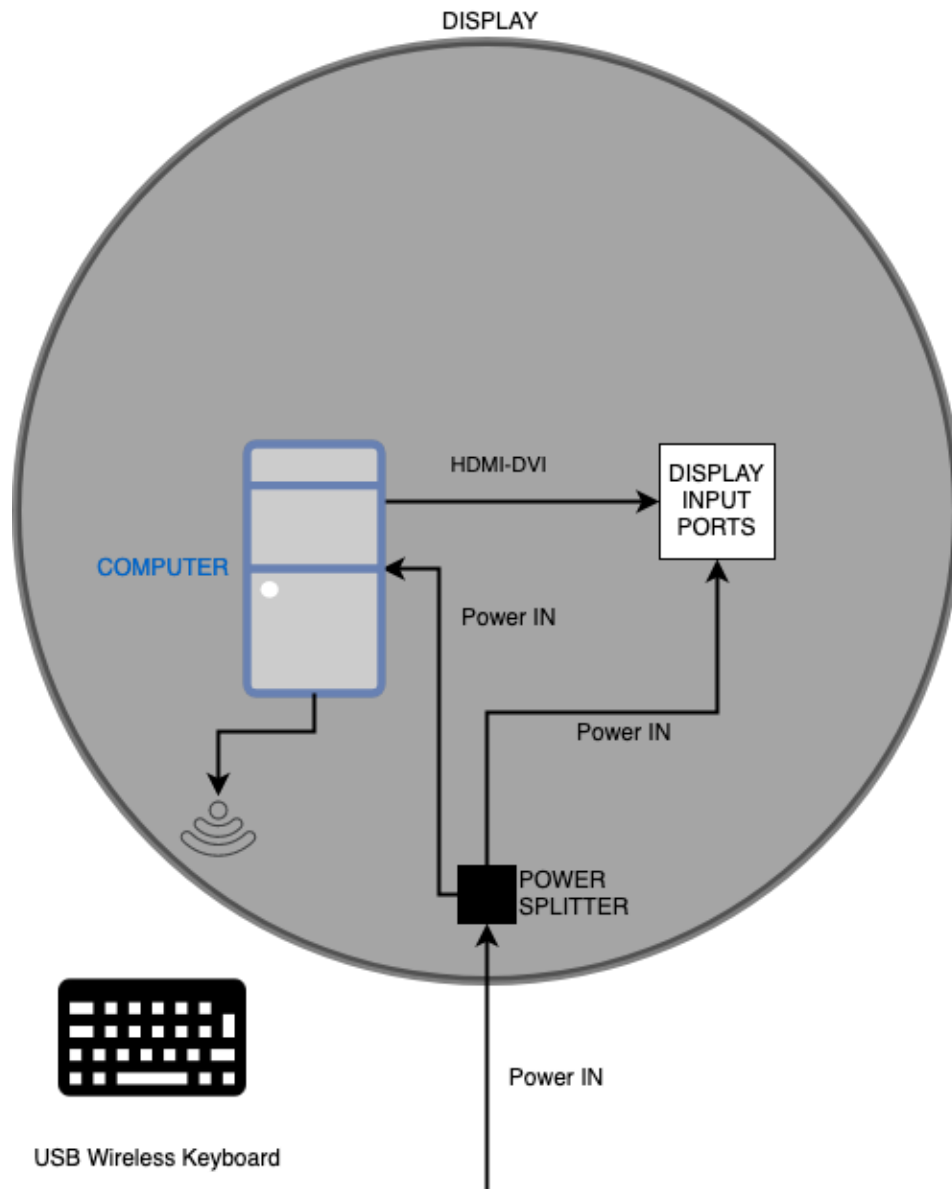 DISPLAY
HDMI-DVI
DISPLAY
INPUT
PORTS
COMPUTER
Power IN
Power IN
POWER
SPLITTER
Power IN
USB Wireless Keyboard